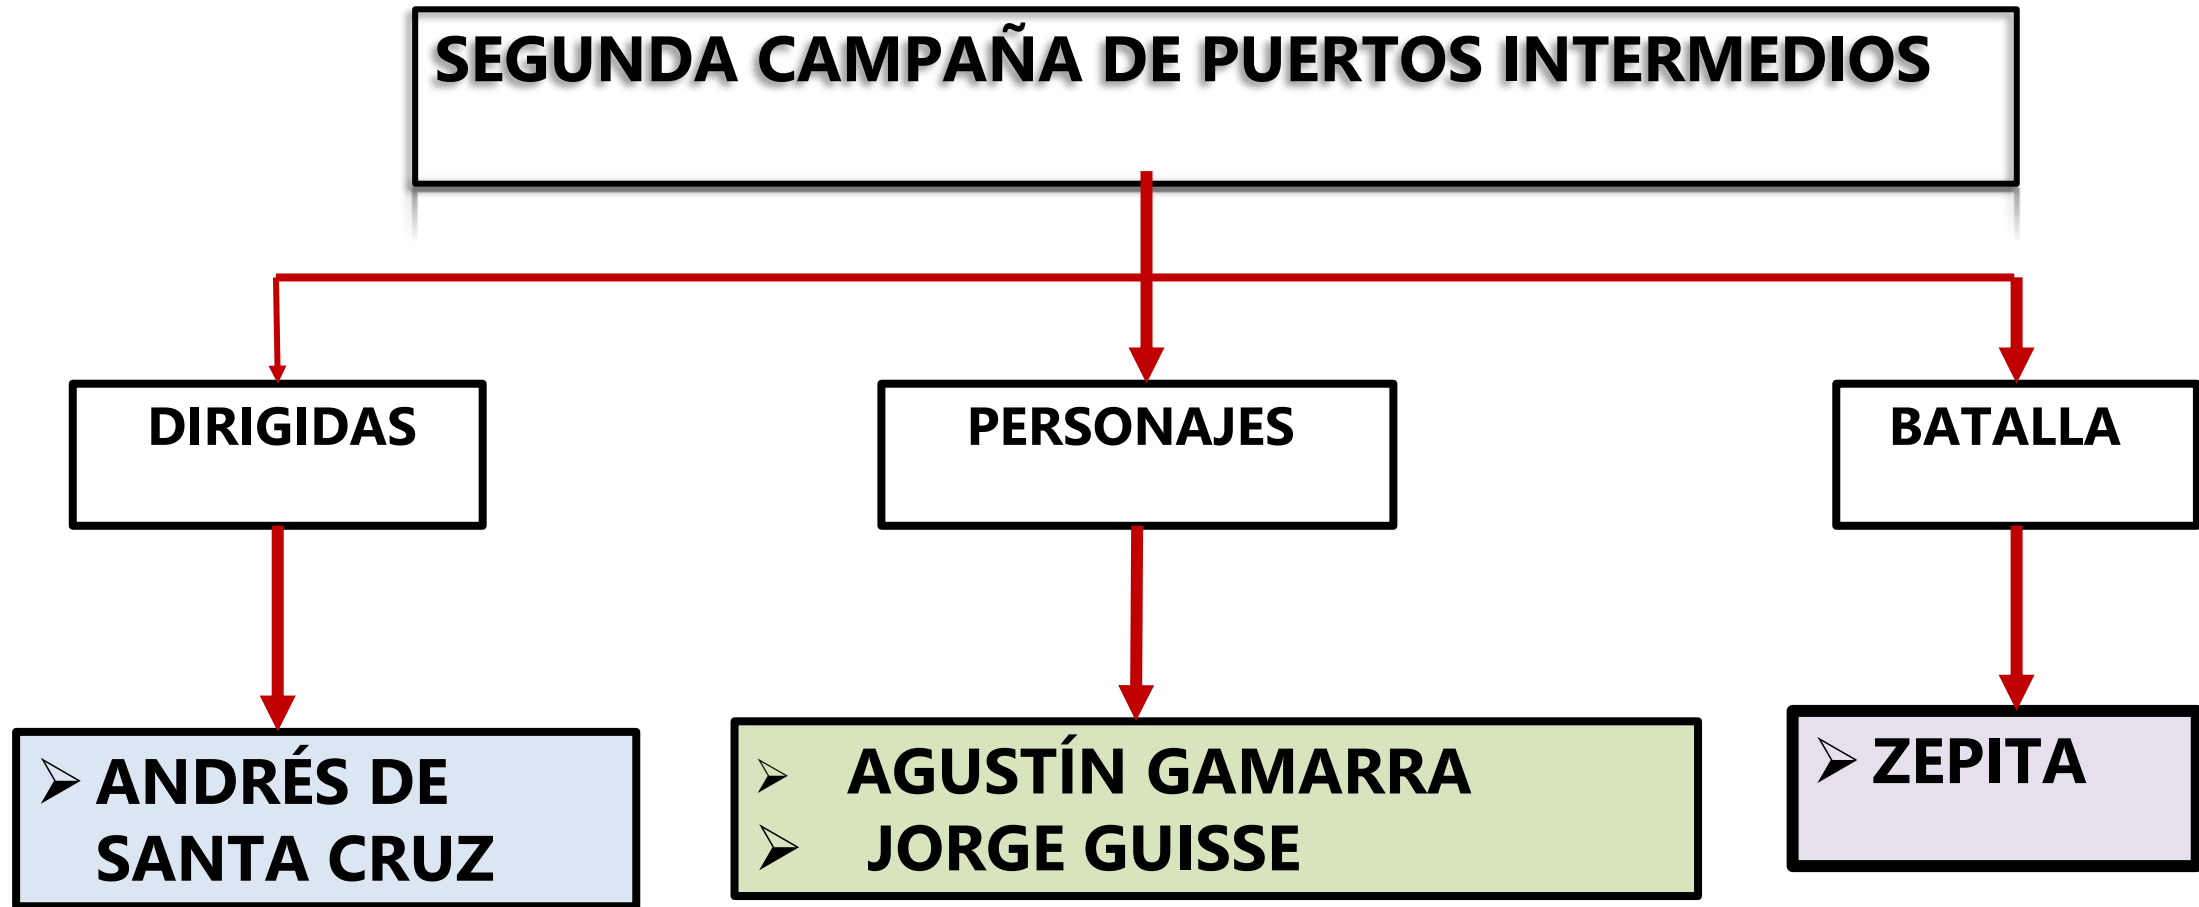 SEGUNDA CAMPAÑA DE PUERTOS INTERMEDIOS
DIRIGIDAS
PERSONAJES
BATALLA
ANDRÉS DE
SANTA CRUZ
AGUSTÍN GAMARRA
JORGE GUISSE
ZEPITA